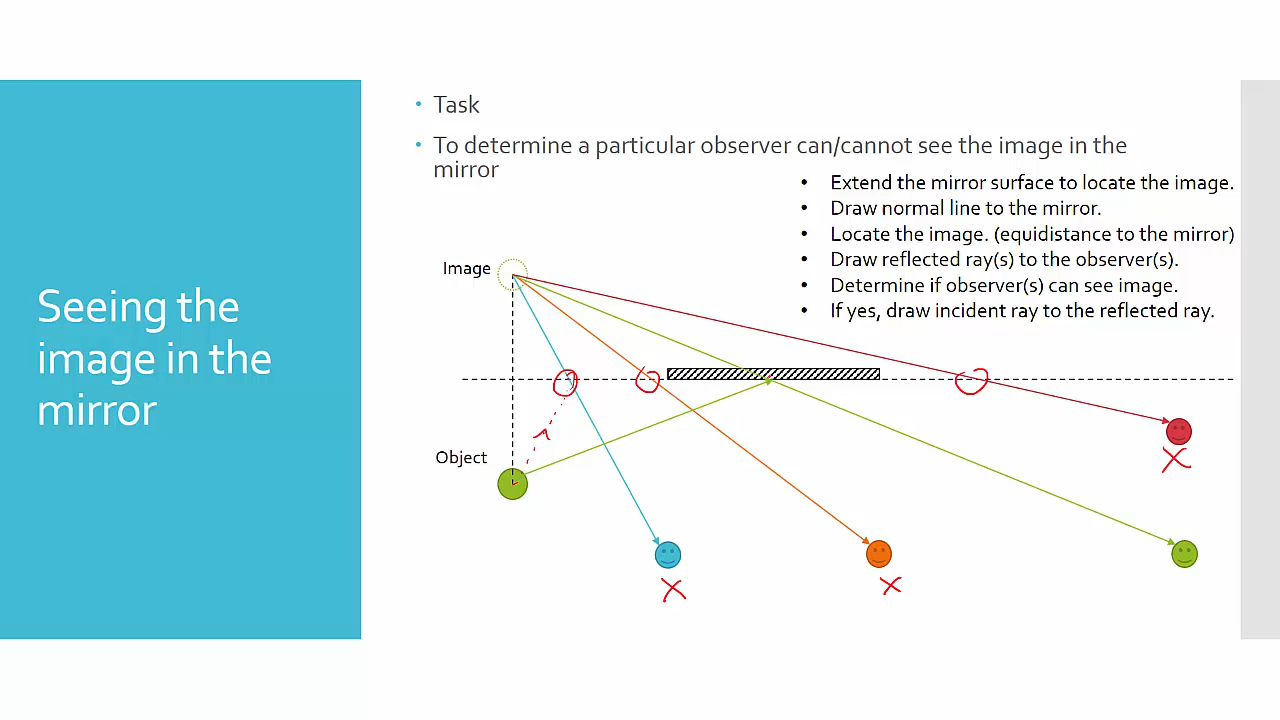 Seeing the
image in the
mirror
Task
To determine a particular observer can/cannot see the image in the
mirror
• Extend the mirror surface to locate the image.
• Draw normal line to the mirror.
• Locate the image. (equidistance to the mirror)
• Draw reflected ray(s) to the observer(s).
• Determine if observer(s) can see image.
• If yes, draw incident ray to the reflected ray.
Image
Object